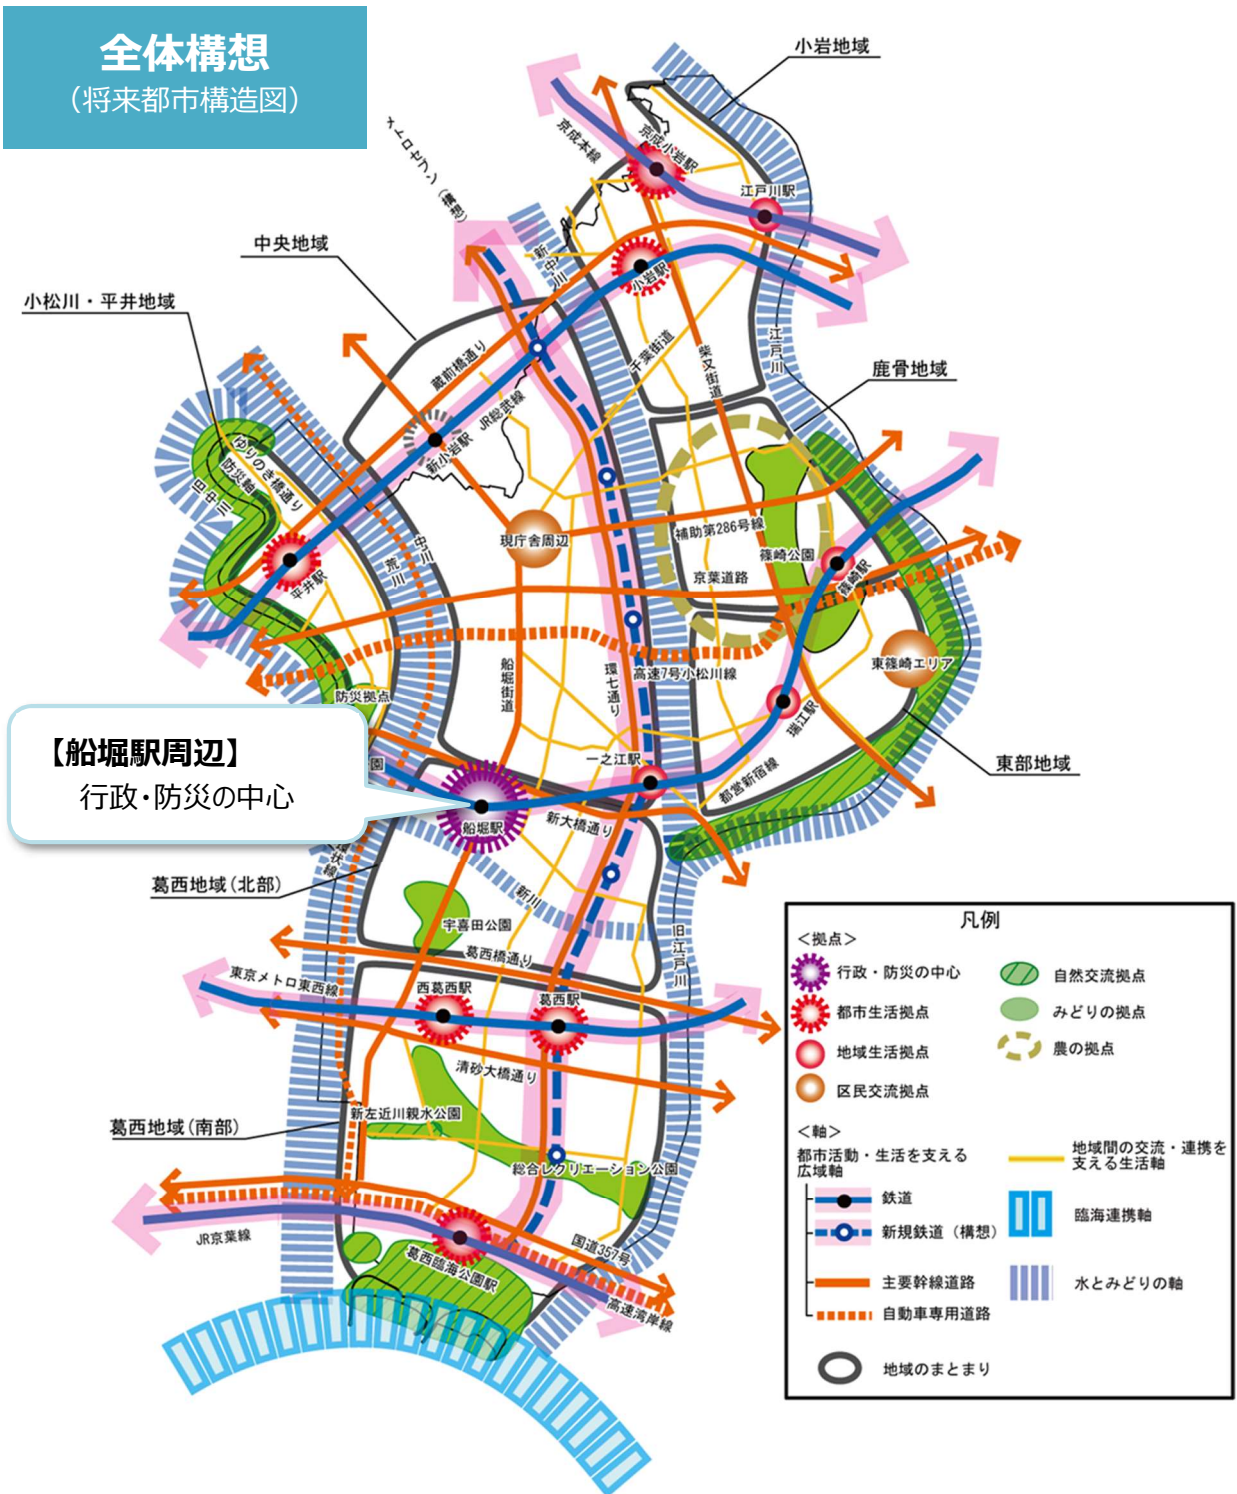 全体構想
（将来都市構造図）
小岩地域
京成本線
京成小岩駅
江戸川駅
メトロセブン（構想）
新中川
中央地域
小岩駅
小松川・平井地域
江戸川
千葉街道
柴又街道
蔵前橋通り
JR総武線
鹿骨地域
新小岩駅
ゆりのき橋通り
防災軸
旧中川
現庁舎周辺
補助第286号線
中川
荒川
篠崎公園
篠崎駅
平井駅
京葉道路
船堀街道
環七通り
高速7号小松川線
東篠崎エリア
防災拠点
瑞江駅
【船堀駅周辺】
行政・防災の中心
園
一之江駅
都営新宿線
東部地域
船堀駅
新大橋通り
環状線
葛西地域（北部）
新川
宇喜田公園
葛西橋通り
旧江戸川
東京メトロ東西線
西葛西駅
葛西駅
清砂大橋通り
新左近川親水公園
葛西地域（南部）
総合レクリエーション公園
JR京葉線
葛西臨海公園駅
国道357号
高速湾岸線
凡例
＜拠点＞
行政・防災の中心
自然交流拠点
都市生活拠点
みどりの拠点
地域生活拠点
農の拠点
区民交流拠点
＜軸＞
都市活動・生活を支える
広域軸
地域間の交流・連携を
支える生活軸
鉄道
臨海連携軸
新規鉄道（構想）
主要幹線道路
水とみどりの軸
自動車専用道路
地域のまとまり